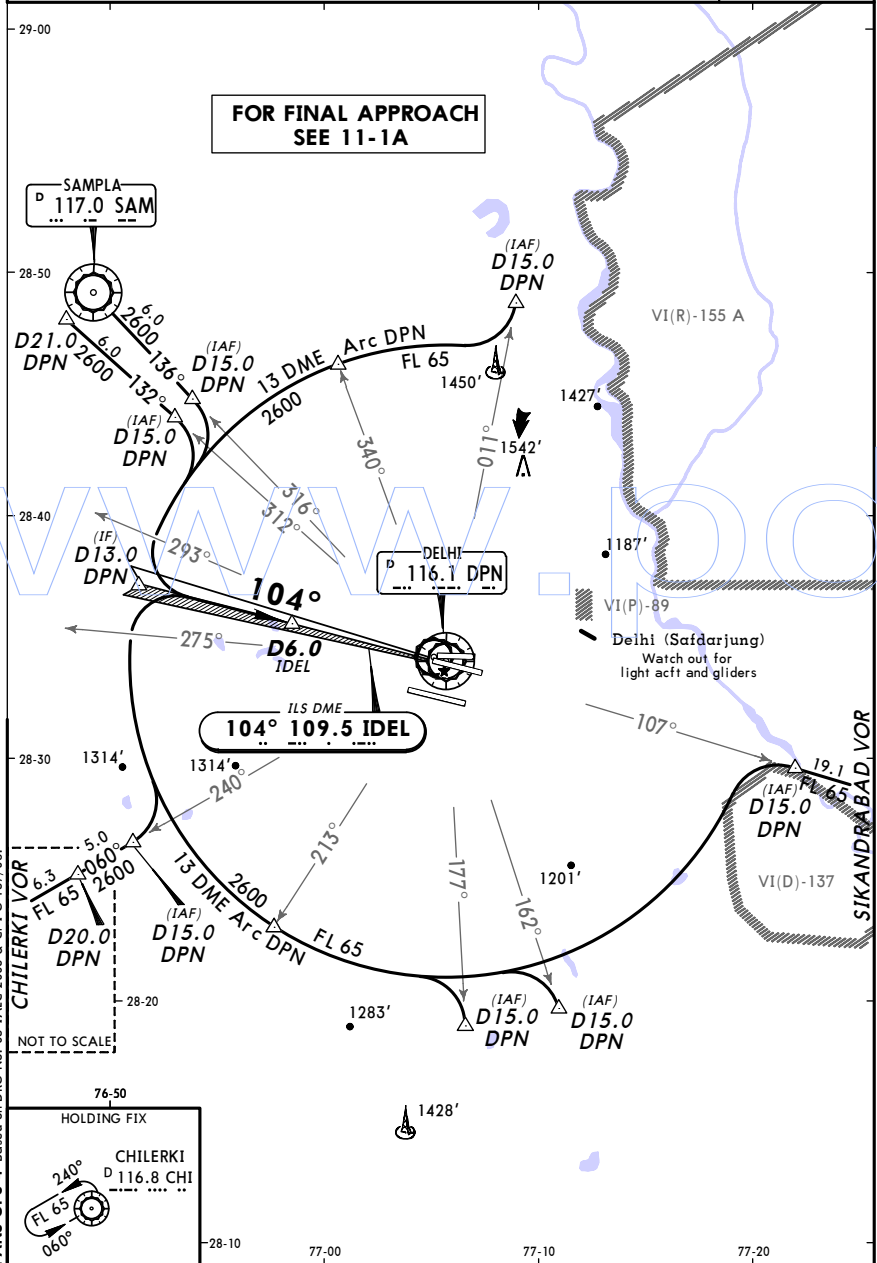 29-00
FOR FINAL APPROACH
SEE 11-1A
SAMPLA
D 117.0 SAM
28-50
(IAF)
D15.0
DPN
VI(R)-155 A
D21.0
DPN
6.0
2600
136°
6.0
2600
132°
(IAF)
D15.0
DPN
(IAF)
D15.0
DPN
13 DME Arc DPN
2600
FL 65
1450'
1427'
1542'
011°
340°
316°
312°
28-40
www.po
(IF)
D13.0
DPN
293°
104°
DELHI
D 116.1 DPN
1187'
VI(P)-89
Delhi (Safdarjung)
Watch out for
light acft and gliders
275°
D6.0
IDEL
ILS DME
104° 109.5 IDEL
107°
28-30
1314'
1314'
240°
19.1
FL 65
(IAF)
D15.0
DPN
SIKANDRABAD VOR
213°
177°
162°
1201'
VI(D)-137
5.0
060°
2600
6.3
FL 65
CHILERKI VOR
D20.0
DPN
(IAF)
D15.0
DPN
2600
13 DME Arc DPN
FL 65
28-20
NOT TO SCALE
1283'
(IAF)
D15.0
DPN
(IAF)
D15.0
DPN
76-50
HOLDING FIX
CHILERKI
D 116.8 CHI
240°
FL 65
060°
1428'
28-10
77-00
77-10
77-20